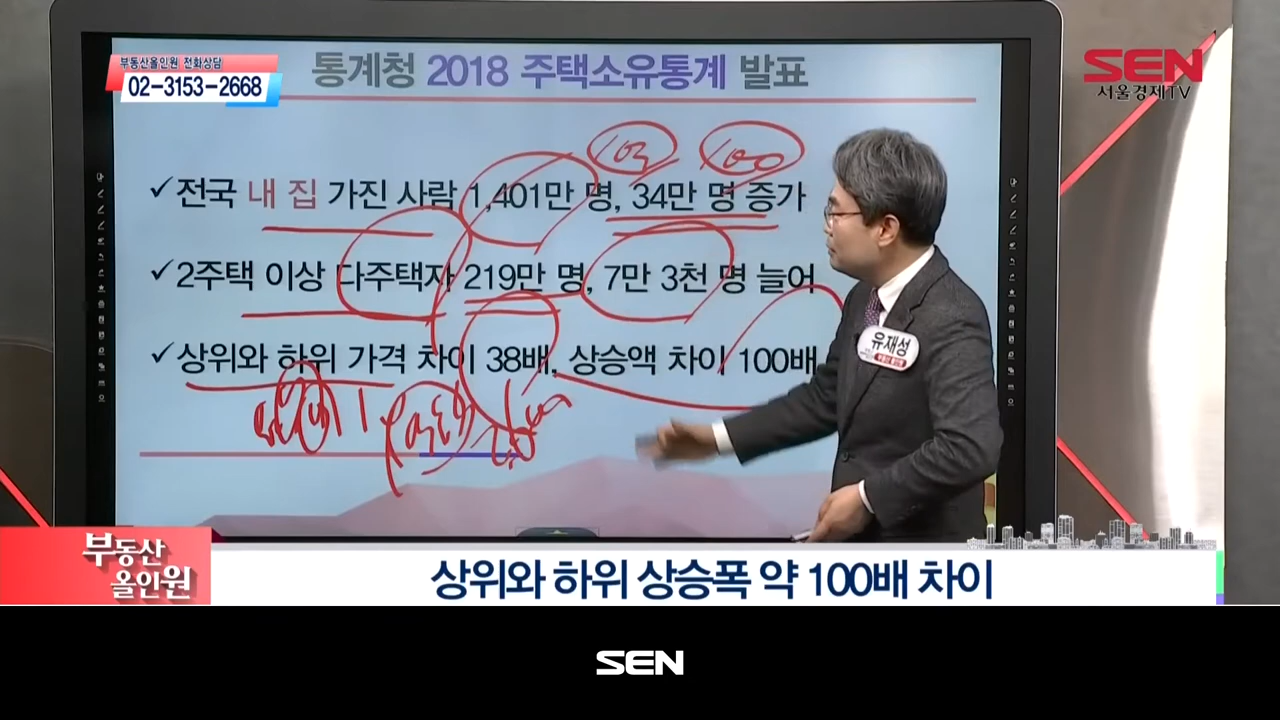 통계청 2018 주택소유통계 발표
부동산올인원 전화상담
02-3153-2668
SEN
서울경제TV
✓전국 내 집 가진 사람 1,401만 명, 34만 명 증가
✓2주택 이상 다주택자 219만 명, 7만 3천 명 늘어
✓상위와 하위 가격 차이 38배, 상승액 차이 100배
유재성
부동산
올인원
상위와 하위 상승폭 약 100배 차이
SEN